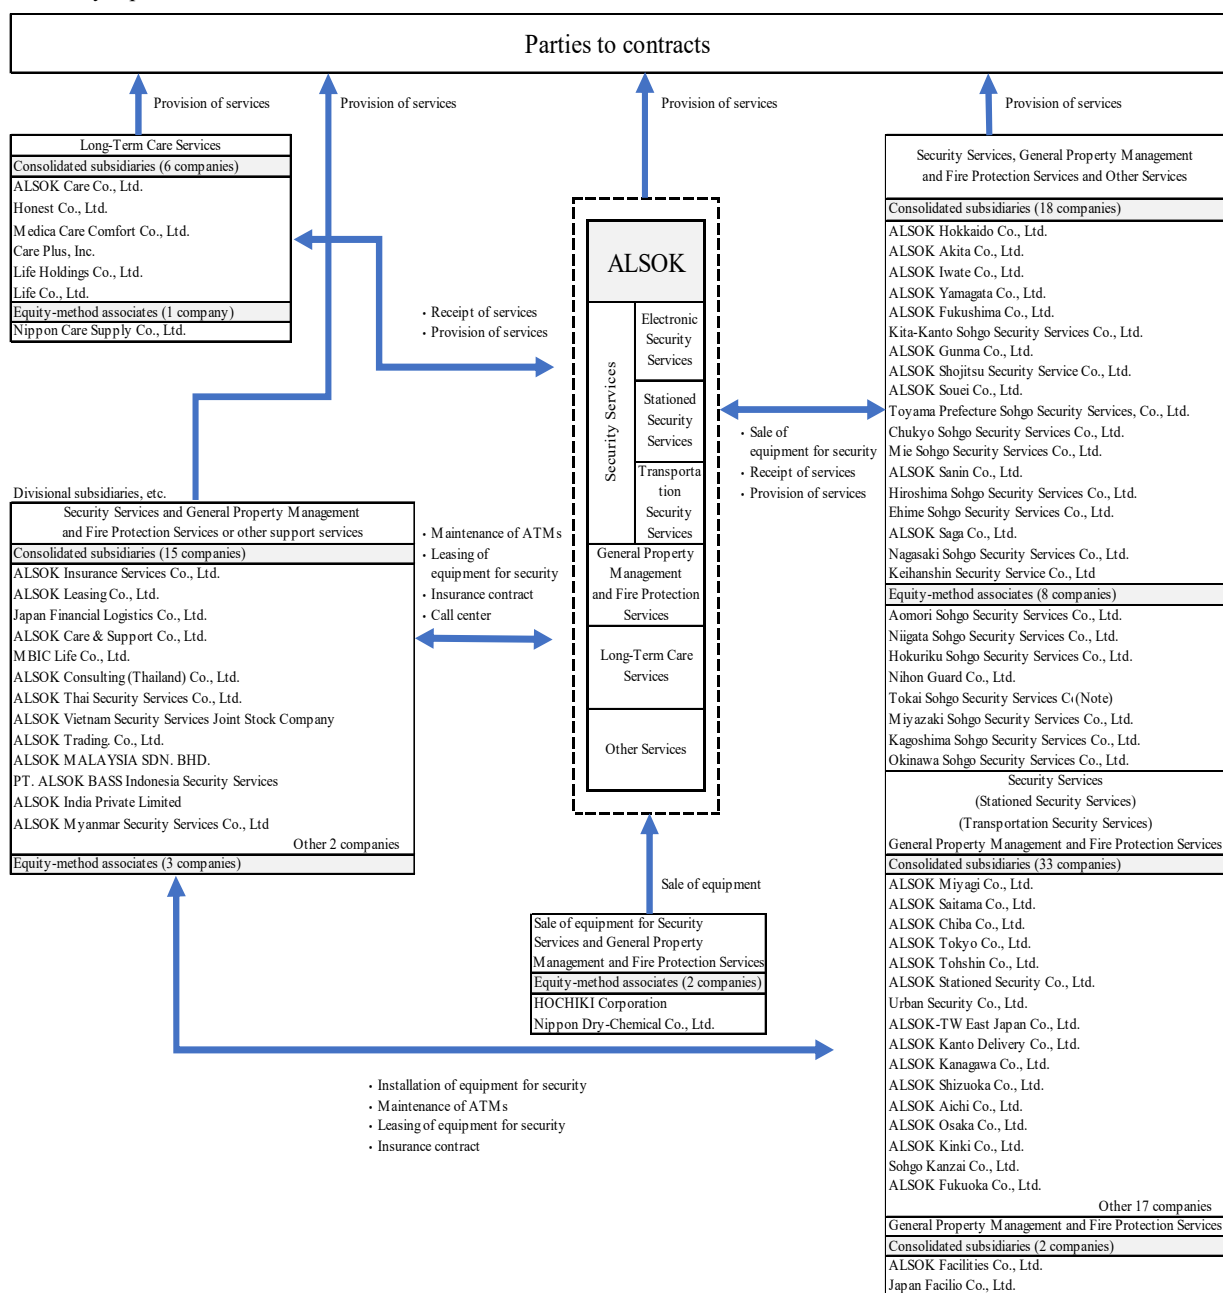 Parties to contracts
Provision of services
Provision of services
Provision of services
Provision of services
Long-Term Care Services
Consolidated subsidiaries (6 companies)
ALSOK Care Co., Ltd.
Honest Co., Ltd.
Medica Care Comfort Co., Ltd.
Care Plus, Inc.
Life Holdings Co., Ltd.
Life Co., Ltd.
Equity-method associates (1 company)
Nippon Care Supply Co., Ltd.
• Receipt of services
• Provision of services
Divisional subsidiaries, etc.
Security Services and General Property Management
and Fire Protection Services or other support services
Consolidated subsidiaries (15 companies)
ALSOK Insurance Services Co., Ltd.
ALSOK Leasing Co., Ltd.
Japan Financial Logistics Co., Ltd.
ALSOK Care & Support Co., Ltd.
MBIC Life Co., Ltd.
ALSOK Consulting (Thailand) Co., Ltd.
ALSOK Thai Security Services Co., Ltd.
ALSOK Vietnam Security Services Joint Stock Company
ALSOK Trading. Co., Ltd.
ALSOK MALAYSIA SDN. BHD.
PT. ALSOK BASS Indonesia Security Services
ALSOK India Private Limited
ALSOK Myanmar Security Services Co., Ltd
Other 2 companies
Equity-method associates (3 companies)
• Maintenance of ATMs
• Leasing of
equipment for security
• Insurance contract
• Call center
ALSOK
Security Services
Electronic
Security
Services
Stationed
Security
Services
Transporta
tion
Security
Services
General Property
Management
and Fire Protection
Services
Long-Term Care
Services
Other Services
• Sale of
equipment for security
• Receipt of services
• Provision of services
Sale of equipment
Sale of equipment for Security
Services and General Property
Management and Fire Protection Services
Equity-method associates (2 companies)
HOCHIKI Corporation
Nippon Dry-Chemical Co., Ltd.
• Installation of equipment for security
• Maintenance of ATMs
• Leasing of equipment for security
• Insurance contract
Security Services, General Property Management
and Fire Protection Services and Other Services
Consolidated subsidiaries (18 companies)
ALSOK Hokkaido Co., Ltd.
ALSOK Akita Co., Ltd.
ALSOK Iwate Co., Ltd.
ALSOK Yamagata Co., Ltd.
ALSOK Fukushima Co., Ltd.
Kita-Kanto Sohgo Security Services Co., Ltd.
ALSOK Gunma Co., Ltd.
ALSOK Shojitsu Security Service Co., Ltd.
ALSOK Souei Co., Ltd.
Toyama Prefecture Sohgo Security Services, Co., Ltd.
Chukyo Sohgo Security Services Co., Ltd.
Mie Sohgo Security Services Co., Ltd.
ALSOK Sanin Co., Ltd.
Hiroshima Sohgo Security Services Co., Ltd.
Ehime Sohgo Security Services Co., Ltd.
ALSOK Saga Co., Ltd.
Nagasaki Sohgo Security Services Co., Ltd.
Keihanshin Security Service Co., Ltd
Equity-method associates (8 companies)
Aomori Sohgo Security Services Co., Ltd.
Niigata Sohgo Security Services Co., Ltd.
Hokuriku Sohgo Security Services Co., Ltd.
Nihon Guard Co., Ltd.
Tokai Sohgo Security Services C(Note)
Miyazaki Sohgo Security Services Co., Ltd.
Kagoshima Sohgo Security Services Co., Ltd.
Okinawa Sohgo Security Services Co., Ltd.
Security Services
(Stationed Security Services)
(Transportation Security Services)
General Property Management and Fire Protection Services
Consolidated subsidiaries (33 companies)
ALSOK Miyagi Co., Ltd.
ALSOK Saitama Co., Ltd.
ALSOK Chiba Co., Ltd.
ALSOK Tokyo Co., Ltd.
ALSOK Tohshin Co., Ltd.
ALSOK Stationed Security Co., Ltd.
Urban Security Co., Ltd.
ALSOK-TW East Japan Co., Ltd.
ALSOK Kanto Delivery Co., Ltd.
ALSOK Kanagawa Co., Ltd.
ALSOK Shizuoka Co., Ltd.
ALSOK Aichi Co., Ltd.
ALSOK Osaka Co., Ltd.
ALSOK Kinki Co., Ltd.
Sohgo Kanzai Co., Ltd.
ALSOK Fukuoka Co., Ltd.
Other 17 companies
General Property Management and Fire Protection Services
Consolidated subsidiaries (2 companies)
ALSOK Facilities Co., Ltd.
Japan Facilio Co., Ltd.